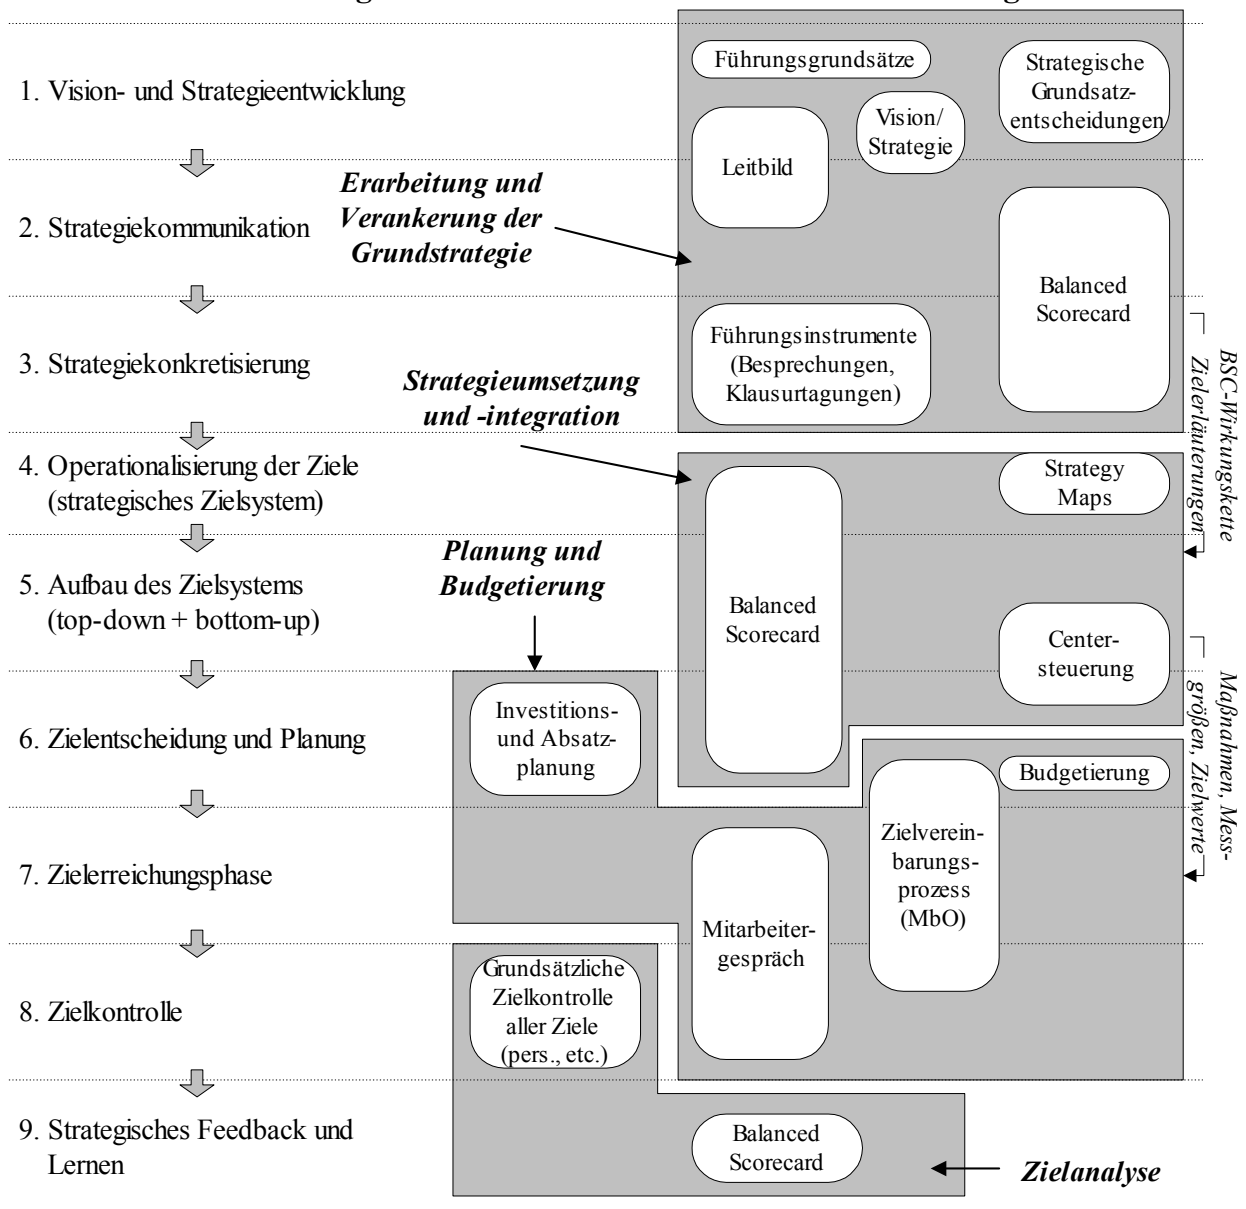 1. Vision- und Strategieentwicklung
2. Strategiekommunikation
3. Strategiekonkretisierung
4. Operationalisierung der Ziele
(strategisches Zielsystem)
5. Aufbau des Zielsystems
(top-down + bottom-up)
6. Zielentscheidung und Planung
7. Zielerreichungsphase
8. Zielkontrolle
9. Strategisches Feedback und
Lernen
Erarbeitung und
Verankerung der
Grundstrategie
Strategieumsetzung
und -integration
Planung und
Budgetierung
Zielanalyse
Führungsgrundsätze
Strategische
Grundsatz-
entscheidungen
Vision/
Strategie
Leitbild
Balanced
Scorecard
Führungsinstrumente
(Besprechungen,
Klausurtagungen)
Strategy
Maps
Balanced
Scorecard
Center-
steuerung
Investitions-
und Absatz-
planung
Budgetierung
Zielverein-
barungs-
prozess
(MbO)
Mitarbeiter-
gespräch
Grundsätzliche
Zielkontrolle
aller Ziele
(pers., etc.)
Balanced
Scorecard
BSC-Wirkungskette
Zielerläuterungen
Maßnahmen, Mess-
größen, Zielwerte